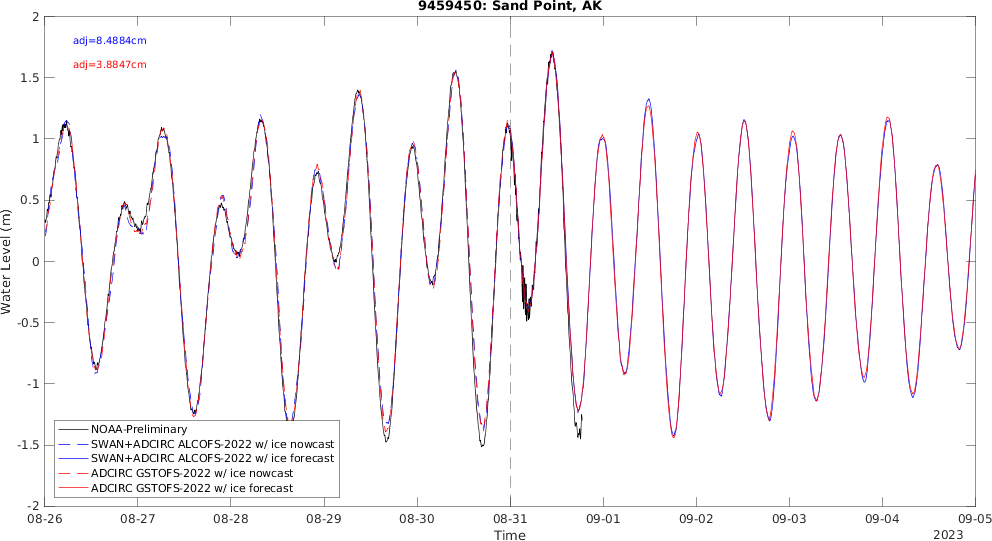 9459450: Sand Point, AK
adj=8.4884cm
adj=3.8847cm
2
1.5
1
0.5
0
-0.5
-1
-1.5
-2
Water Level (m)
NOAA-Preliminary
SWAN+ADCIRC ALCOFS-2022 w/ ice nowcast
SWAN+ADCIRC ALCOFS-2022 w/ ice forecast
ADCIRC GSTOFS-2022 w/ ice nowcast
ADCIRC GSTOFS-2022 w/ ice forecast
08-26 08-27 08-28 08-29 08-30 08-31 09-01 09-02 09-03 09-04 09-05
Time
2023